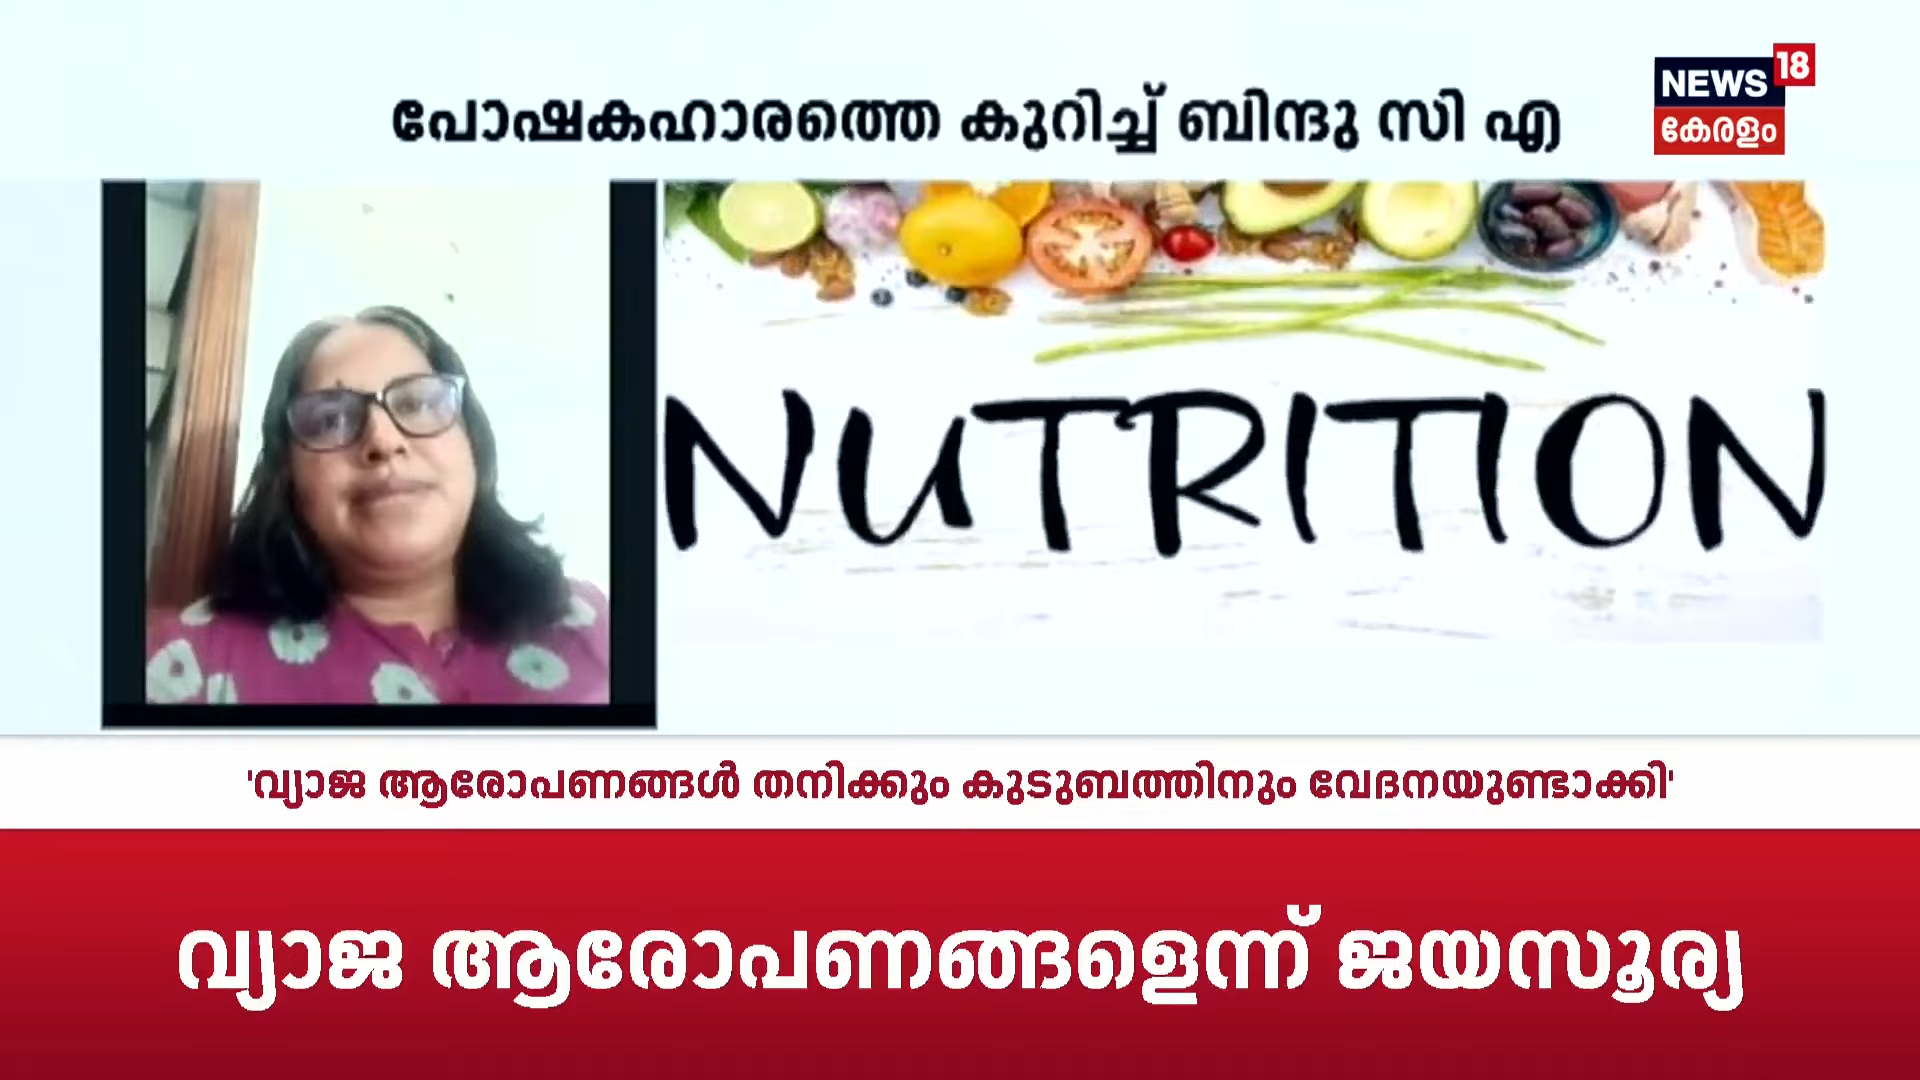 NEWS 18
കേരളം
പോഷകഹാരത്തെ കുറിച്ച് ബിന്ദു സി എ
NUTRITION
'വ്യാജ ആരോപണങ്ങൾ തനിക്കും കുടുബത്തിനും വേദനയുണ്ടാക്കി'
വ്യാജ ആരോപണങ്ങളെന്ന് ജയസൂര്യ